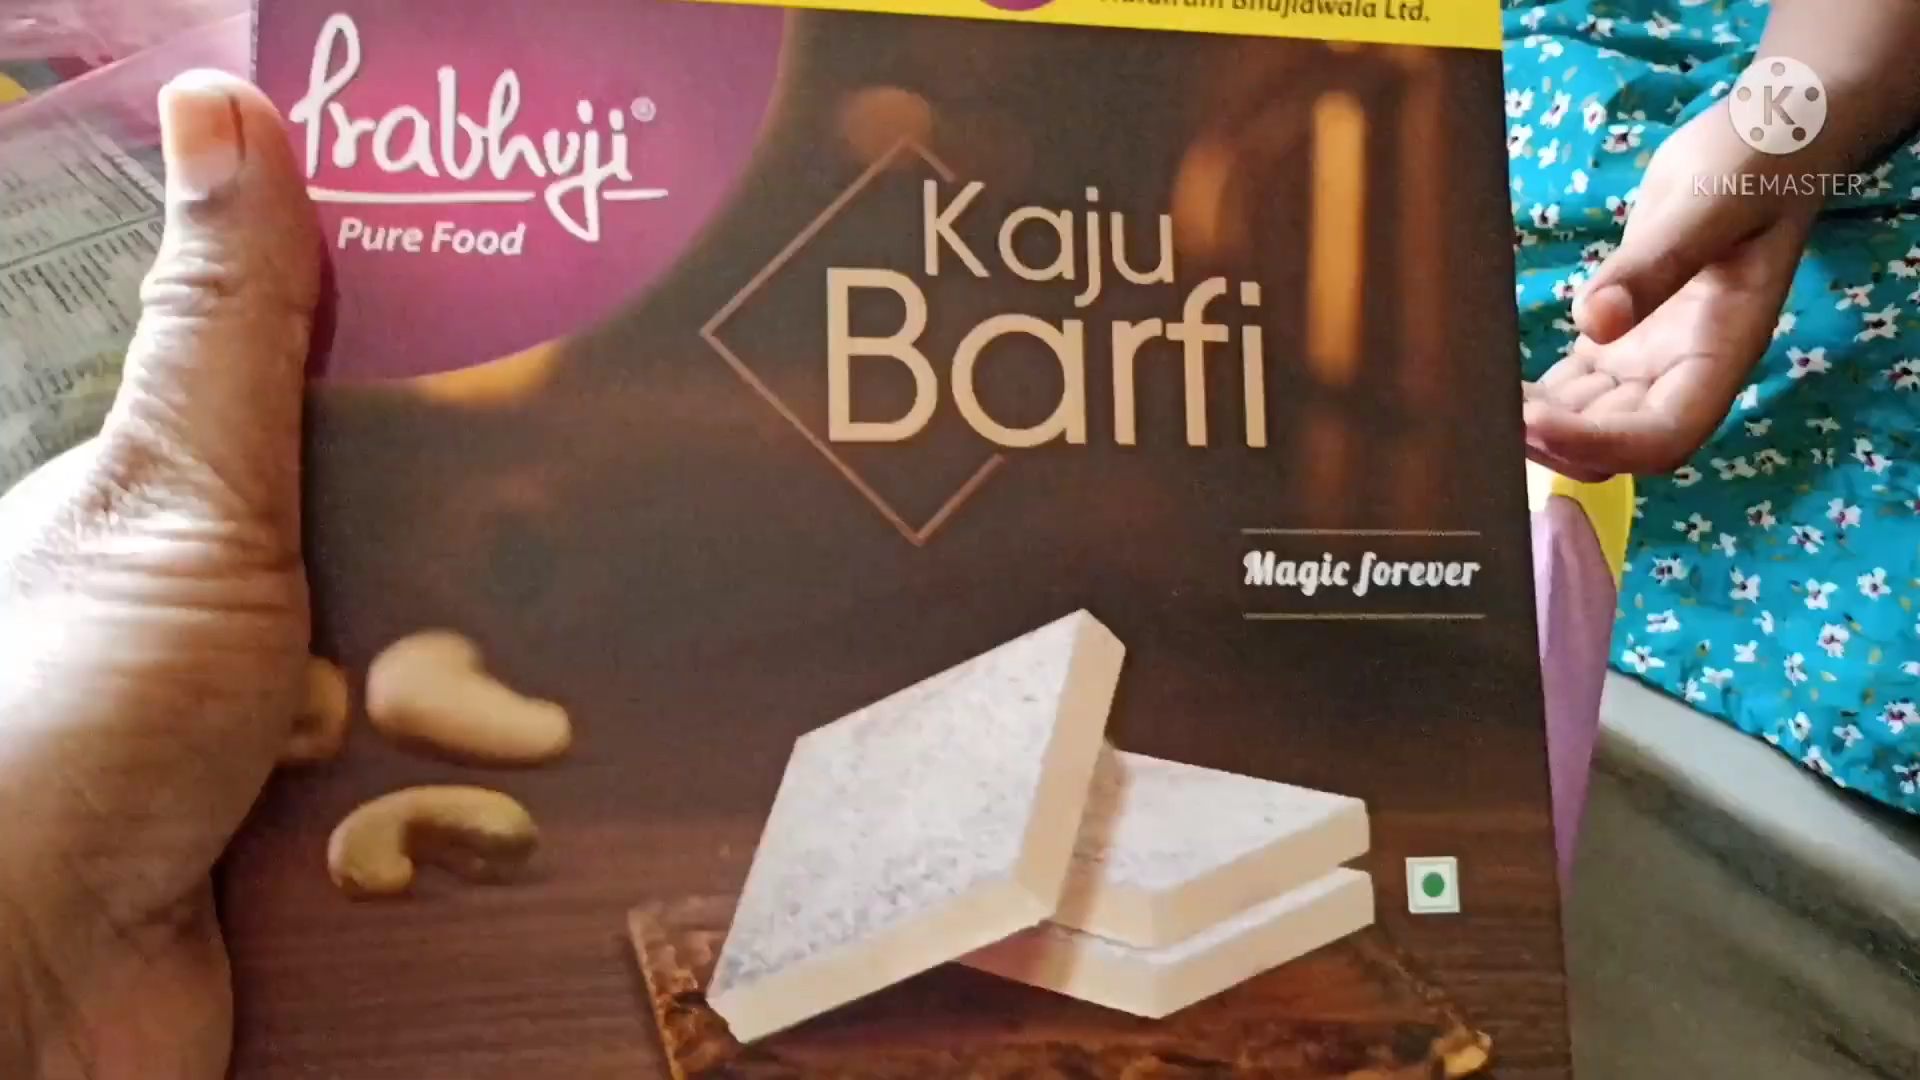 Bhujiawala Ltd.
Prabhuji®
Pure Food
Kaju
Barfi
Magic forever
K
KINEMASTER